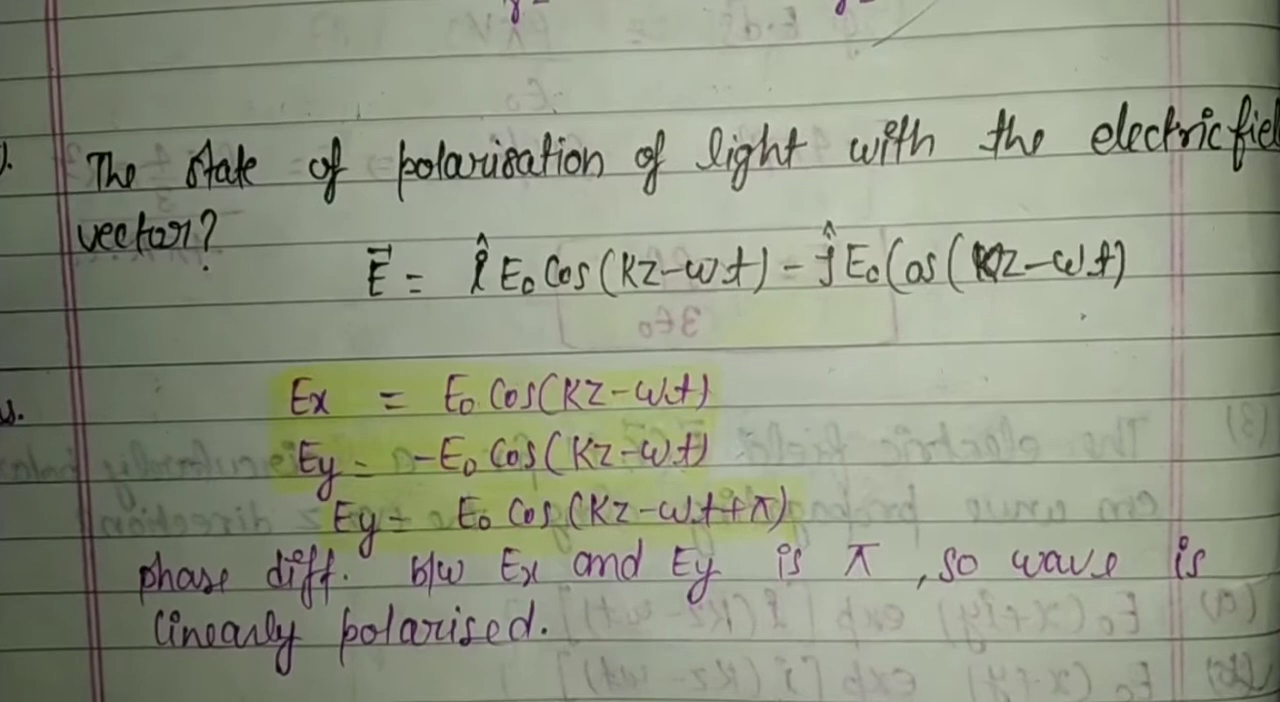 The state of polarisation of light with the electric fiel
vector?
E⃗ = î E₀ Cos(Kz-ωt) - ĵ E₀ Cos(Kz-ωt)
Ex = E₀ Cos(Kz-ωt)
Ey = -E₀ Cos(Kz-ωt)
Ey = E₀ Cos(Kz-ωt+π)
phase diff. b/w Ex and Ey is π, so wave is
linearly polarised.